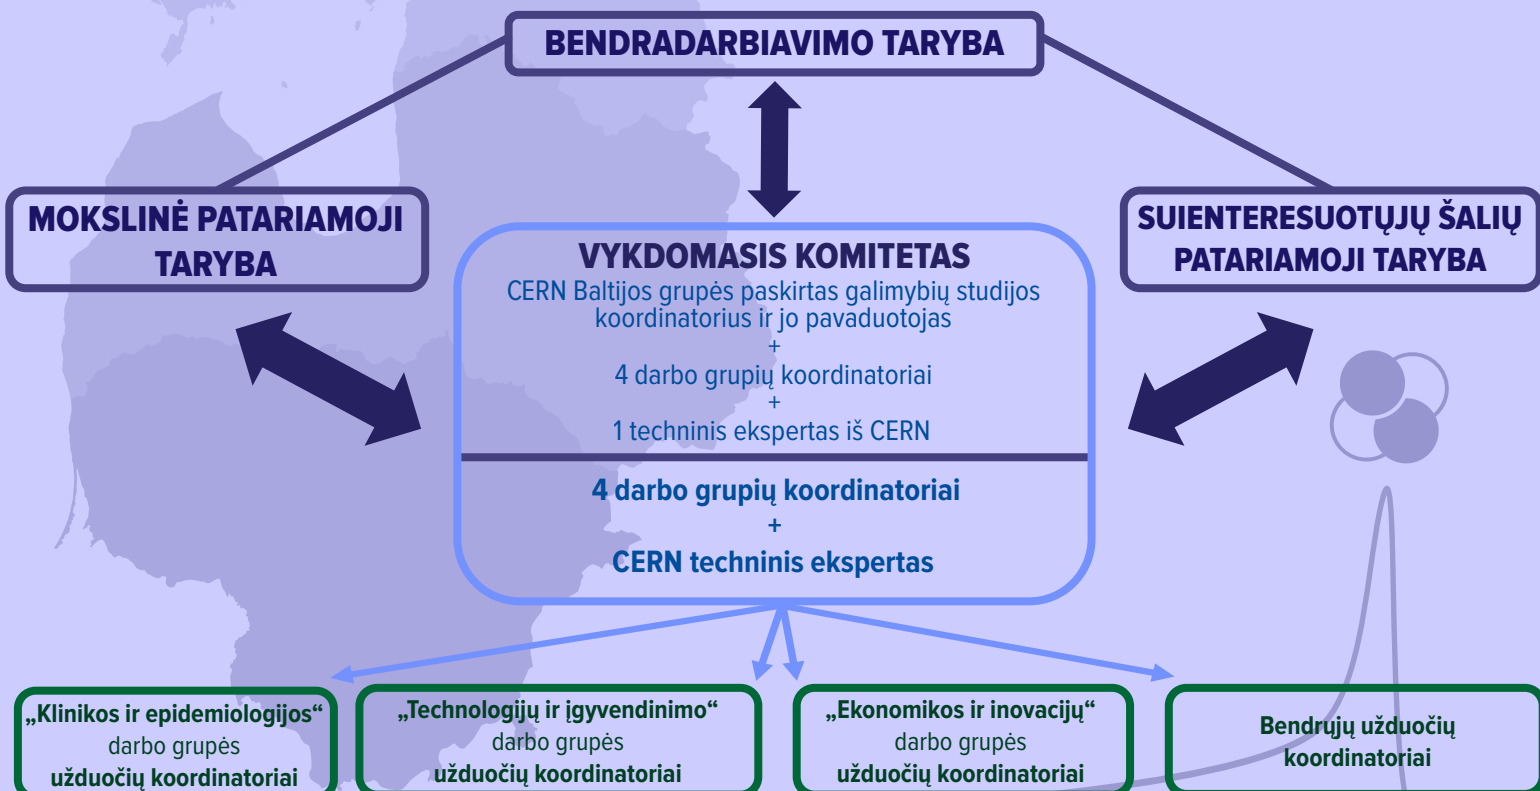 BENDRADARBIAVIMO TARYBA
MOKSLINĖ PATARIAMOJI
TARYBA
SUIENTERESUOTŲJŲ ŠALIŲ
PATARIAMOJI TARYBA
VYKDOMASIS KOMITETAS
CERN Baltijos grupės paskirtas galimybių studijos
koordinatorius ir jo pavaduotojas
+
4 darbo grupių koordinatoriai
+
1 techninis ekspertas iš CERN
4 darbo grupių koordinatoriai
+
CERN techninis ekspertas
„Klinikos ir epidemiologijos“
darbo grupės
užduočių koordinatoriai
„Technologijų ir įgyvendinimo“
darbo grupės
užduočių koordinatoriai
„Ekonomikos ir inovacijų“
darbo grupės
užduočių koordinatoriai
Bendrųjų užduočių
koordinatoriai